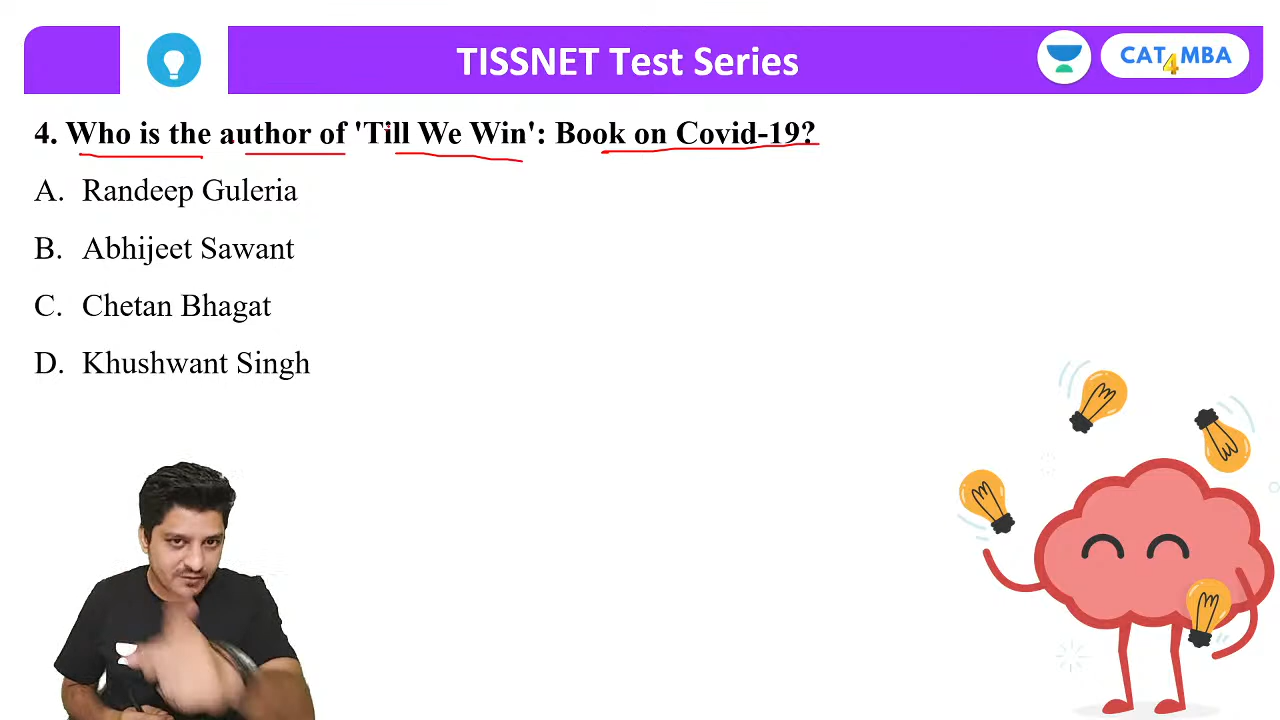 TISSNET Test Series
CAT4MBA
4. Who is the author of 'Till We Win': Book on Covid-19?
A. Randeep Guleria
B. Abhijeet Sawant
C. Chetan Bhagat
D. Khushwant Singh